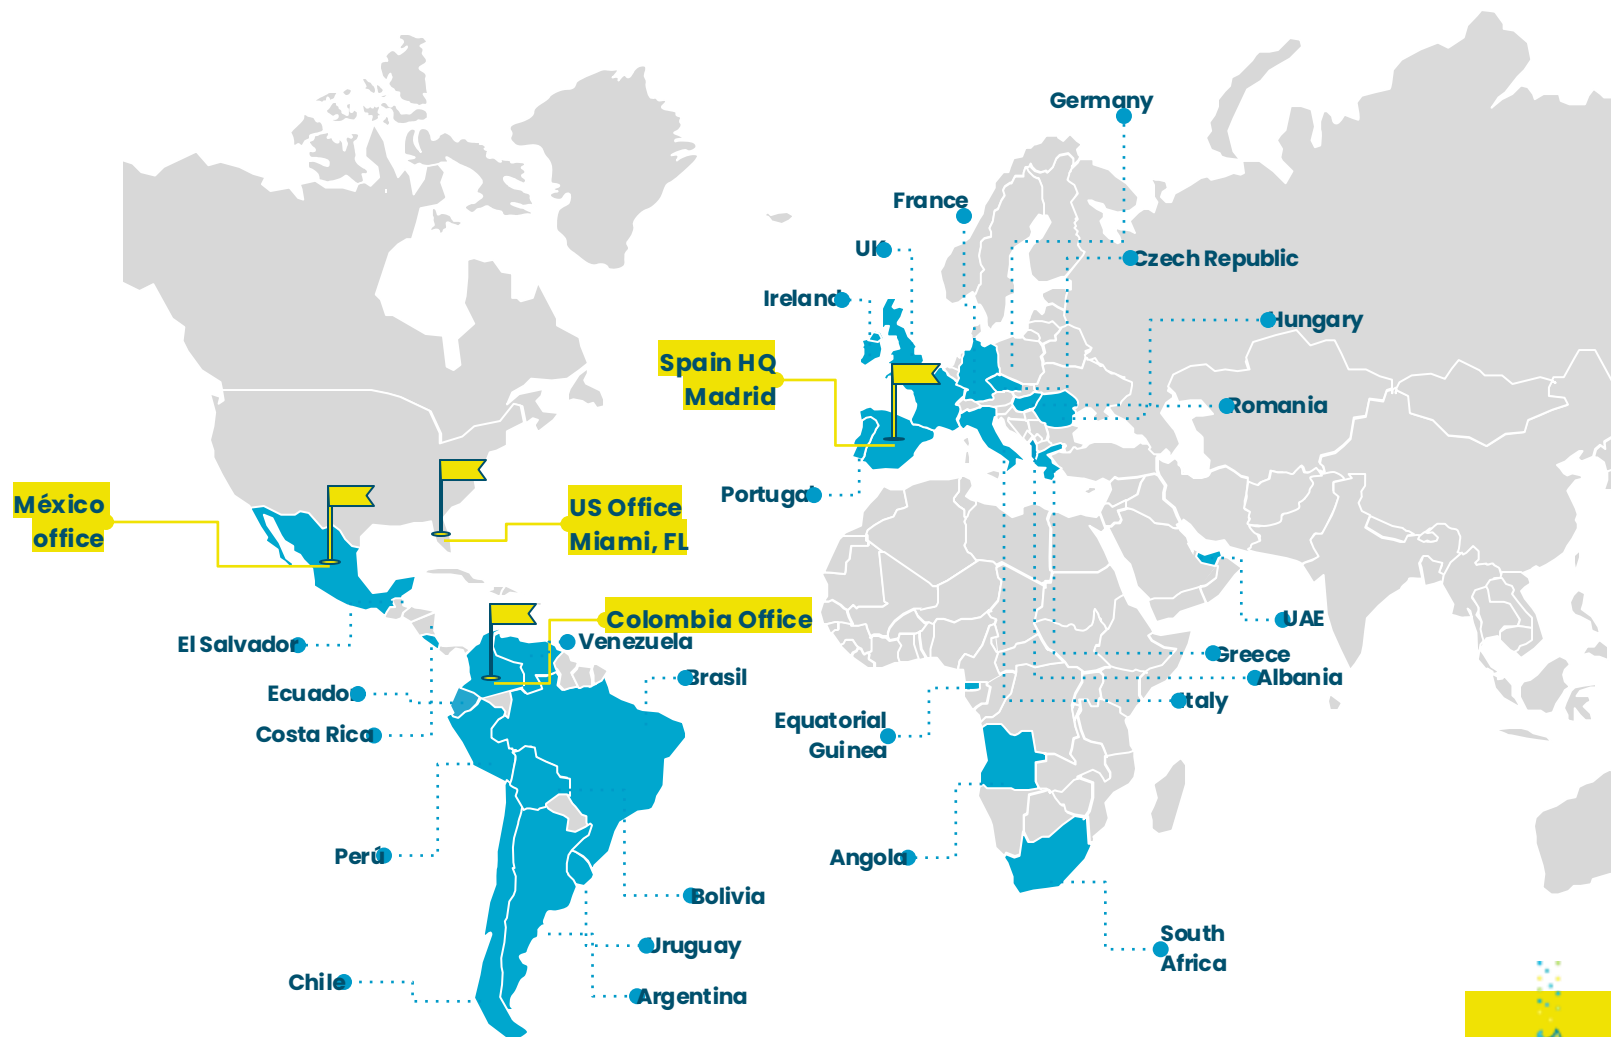 Germany
France
UK
Czech Republic
Ireland
Hungary
Spain HQ
Madrid
Romania
Portugal
México
office
US Office
Miami, FL
Colombia Office
UAE
El Salvador
Venezuela
Greece
Brasil
Albania
Ecuador
Italy
Costa Rica
Equatorial
Guinea
Perú
Angola
Bolivia
Uruguay
South
Africa
Chile
Argentina